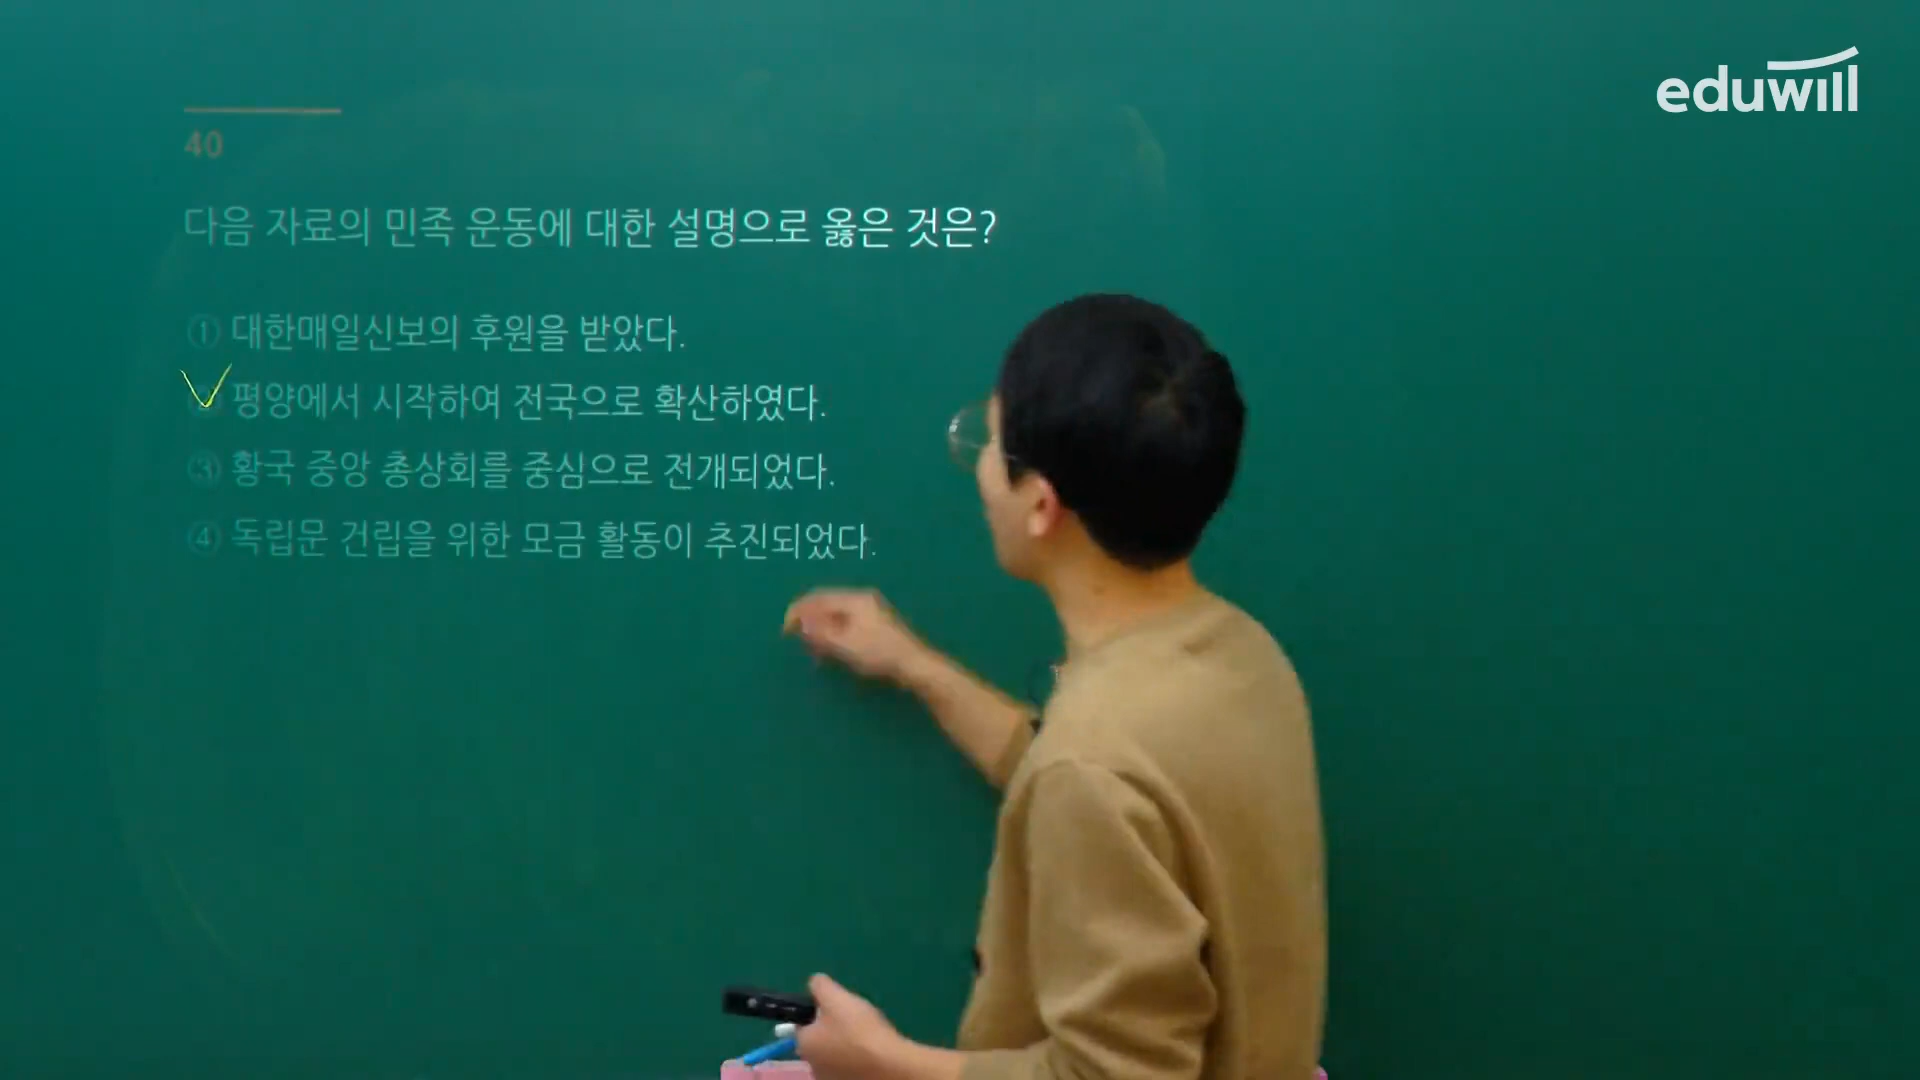 eduwill
40
다음 자료의 민족 운동에 대한 설명으로 옳은 것은?
① 대한매일신보의 후원을 받았다.
② 평양에서 시작하여 전국으로 확산하였다.
③ 황국 중앙 총상회를 중심으로 전개되었다.
④ 독립문 건립을 위한 모금 활동이 추진되었다.